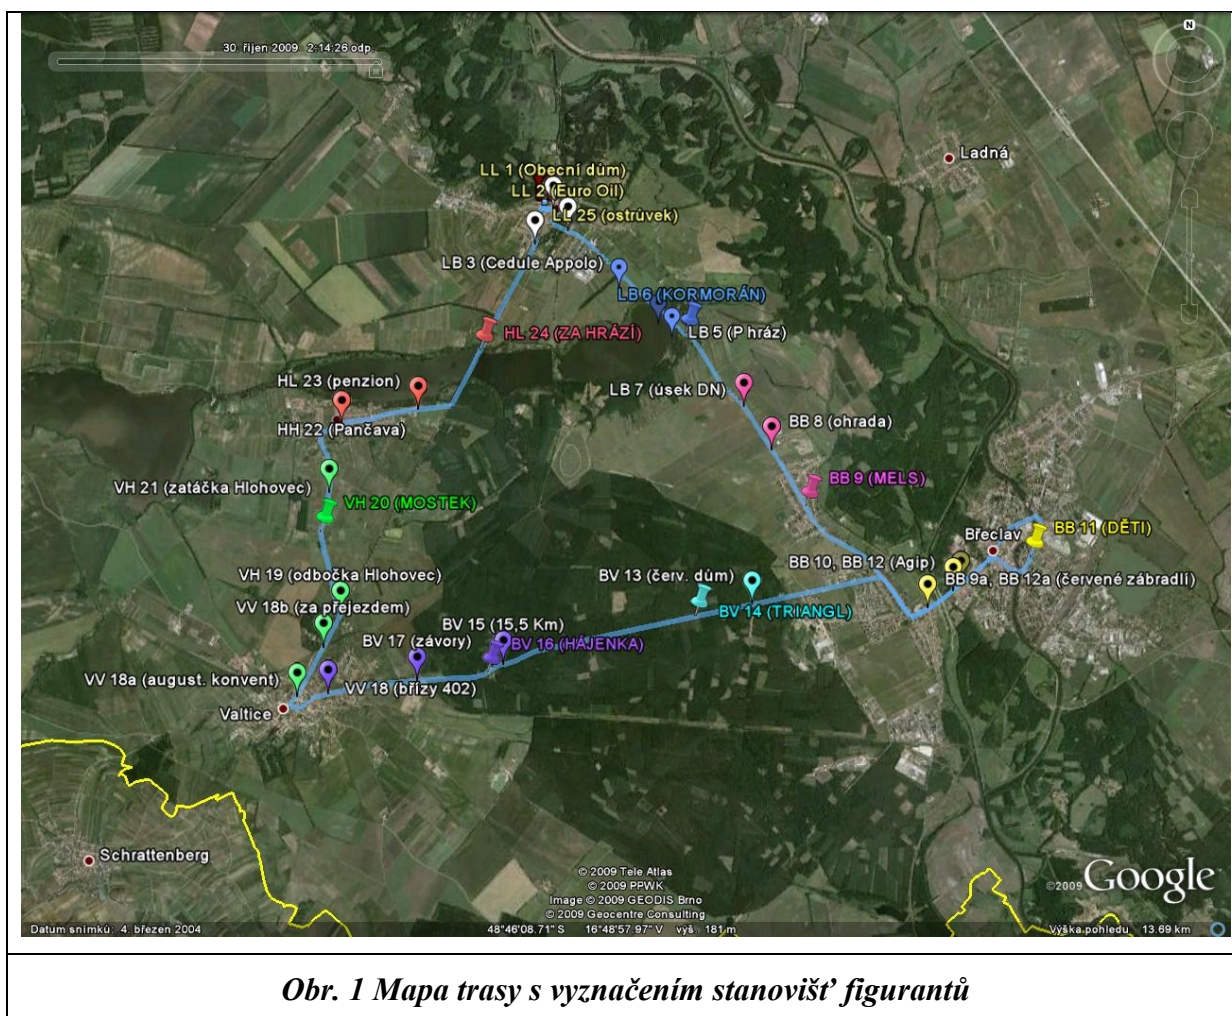 30. říjen 2009 2:14:26 odp
N
Ladná
LL 1 (Obecní dům)
LL 2 (Euro Oil)
LL 25 (ostrůvek)
LB 3 (Cedule Appolo)
LB 6 (KORMORÁN)
LB 5 (P hráz)
HL 24 (ZA HRÁZÍ)
HL 23 (penzion)
LB 7 (úsek DN)
HH 22 (Pančava)
BB 8 (ohrada)
VH 21 (zatáčka Hlohovec)
BB 9 (MELS)
VH 20 (MOSTEK)
BB 11 (DĚTI)
Břeclav
BB 10, BB 12 (Agip)
VH 19 (odbočka Hlohovec)
BV 13 (červ. dům)
BB 9a, BB 12a (červené zábradlí)
VV 18b (za přejezdem)
BV 14 (TRIANGL)
BV 15 (15,5 Km)
BV 17 (závory)
BV 16 (HÁJENKA)
VV 18a (august. konvent)
VV 18 (břízy 402)
Valtice
Schrattenberg
© 2009 Tele Atlas
© 2009 PPWK
Image © 2009 GEODIS Brno
© 2009 Geocentre Consulting
©2009 Google
Datum snímků: 4. březen 2004
48°46'08.71" S 16°48'57.97" V výš. 181 m
Výška pohledu 13.69 km
Obr. 1 Mapa trasy s vyznačením stanovišť figurantů